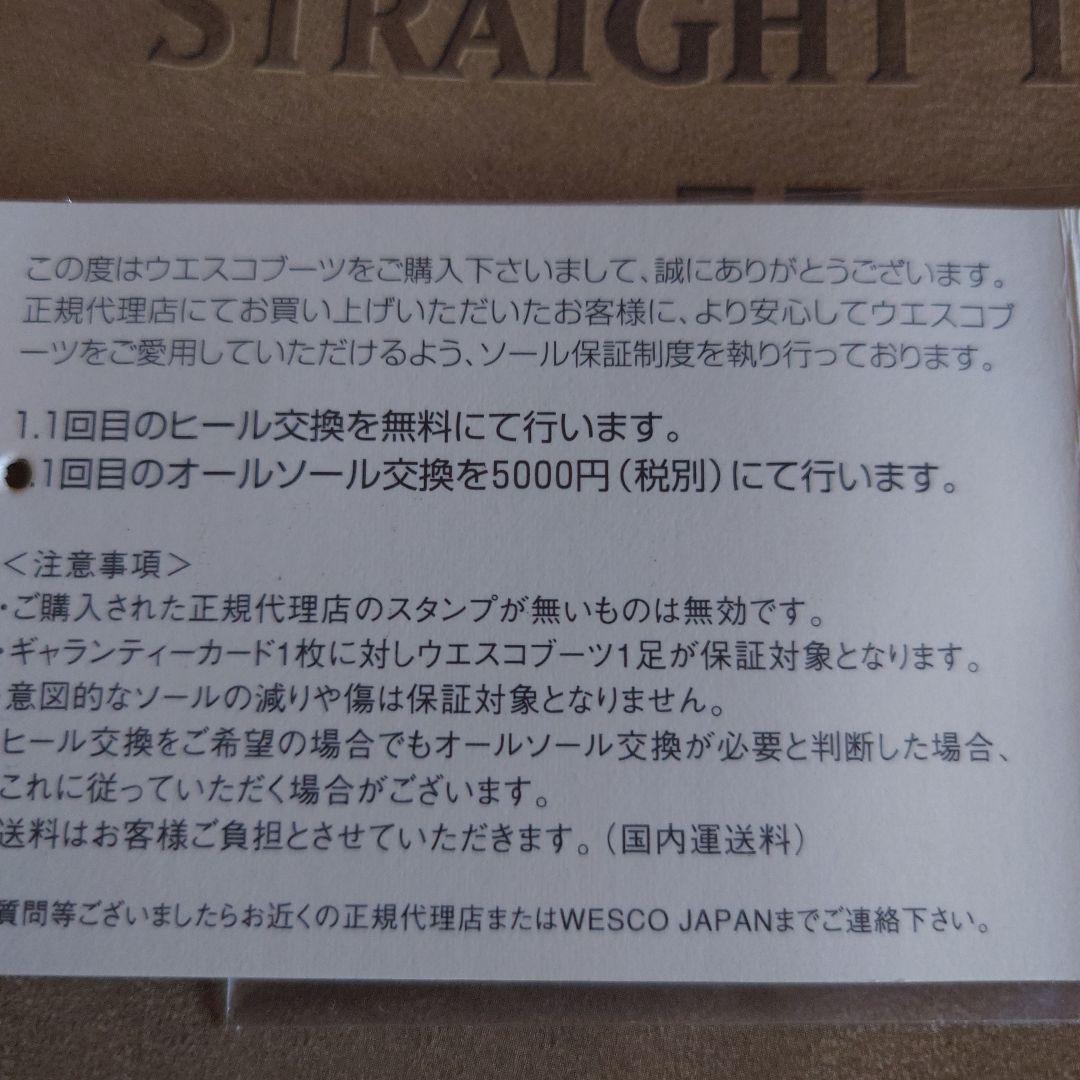 STRAIGHT
この度はウエスコブーツをご購入下さいまして、誠にありがとうございます。
正規代理店にてお買い上げいただいたお客様に、より安心してウエスコブ
ーツをご愛用していただけるよう、ソール保証制度を執り行っております。
1.1回目のヒール交換を無料にて行います。
.1回目のオールソール交換を5000円(税別)にて行います。
＜注意事項＞
・ご購入された正規代理店のスタンプが無いものは無効です。
・ギャランティーカード1枚に対しウエスコブーツ1足が保証対象となります。
・意図的なソールの減りや傷は保証対象となりません。
ヒール交換をご希望の場合でもオールソール交換が必要と判断した場合、
これに従っていただく場合がございます。
送料はお客様ご負担とさせていただきます。(国内運送料)
質問等ございましたらお近くの正規代理店またはWESCO JAPANまでご連絡下さい。